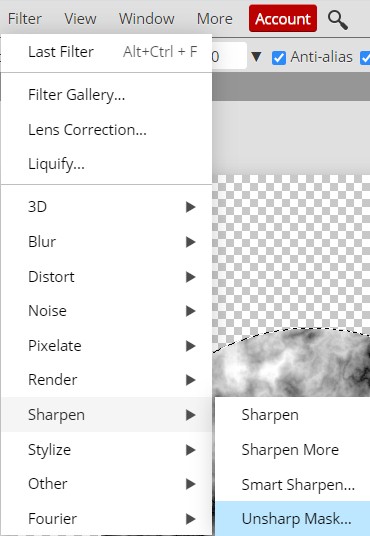 Filter View Window More Account
Last Filter Alt+Ctrl + F
0 Anti-alias
Filter Gallery...
Lens Correction...
Liquify...
3D
Blur
Distort
Noise
Pixelate
Render
Sharpen
Stylize
Other
Fourier
Sharpen
Sharpen More
Smart Sharpen...
Unsharp Mask...